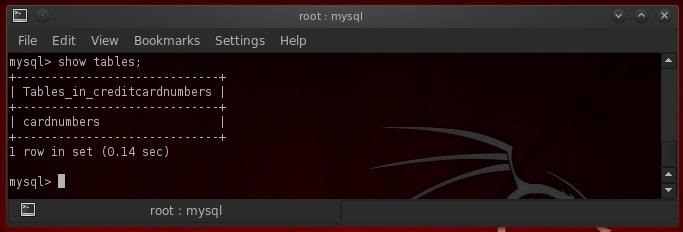 root : mysql
File Edit View Bookmarks Settings Help
mysql> show tables;
+----------------------------+
| Tables_in_creditcardnumbers |
+----------------------------+
| cardnumbers                 |
+----------------------------+
1 row in set (0.14 sec)
mysql>
root : mysql